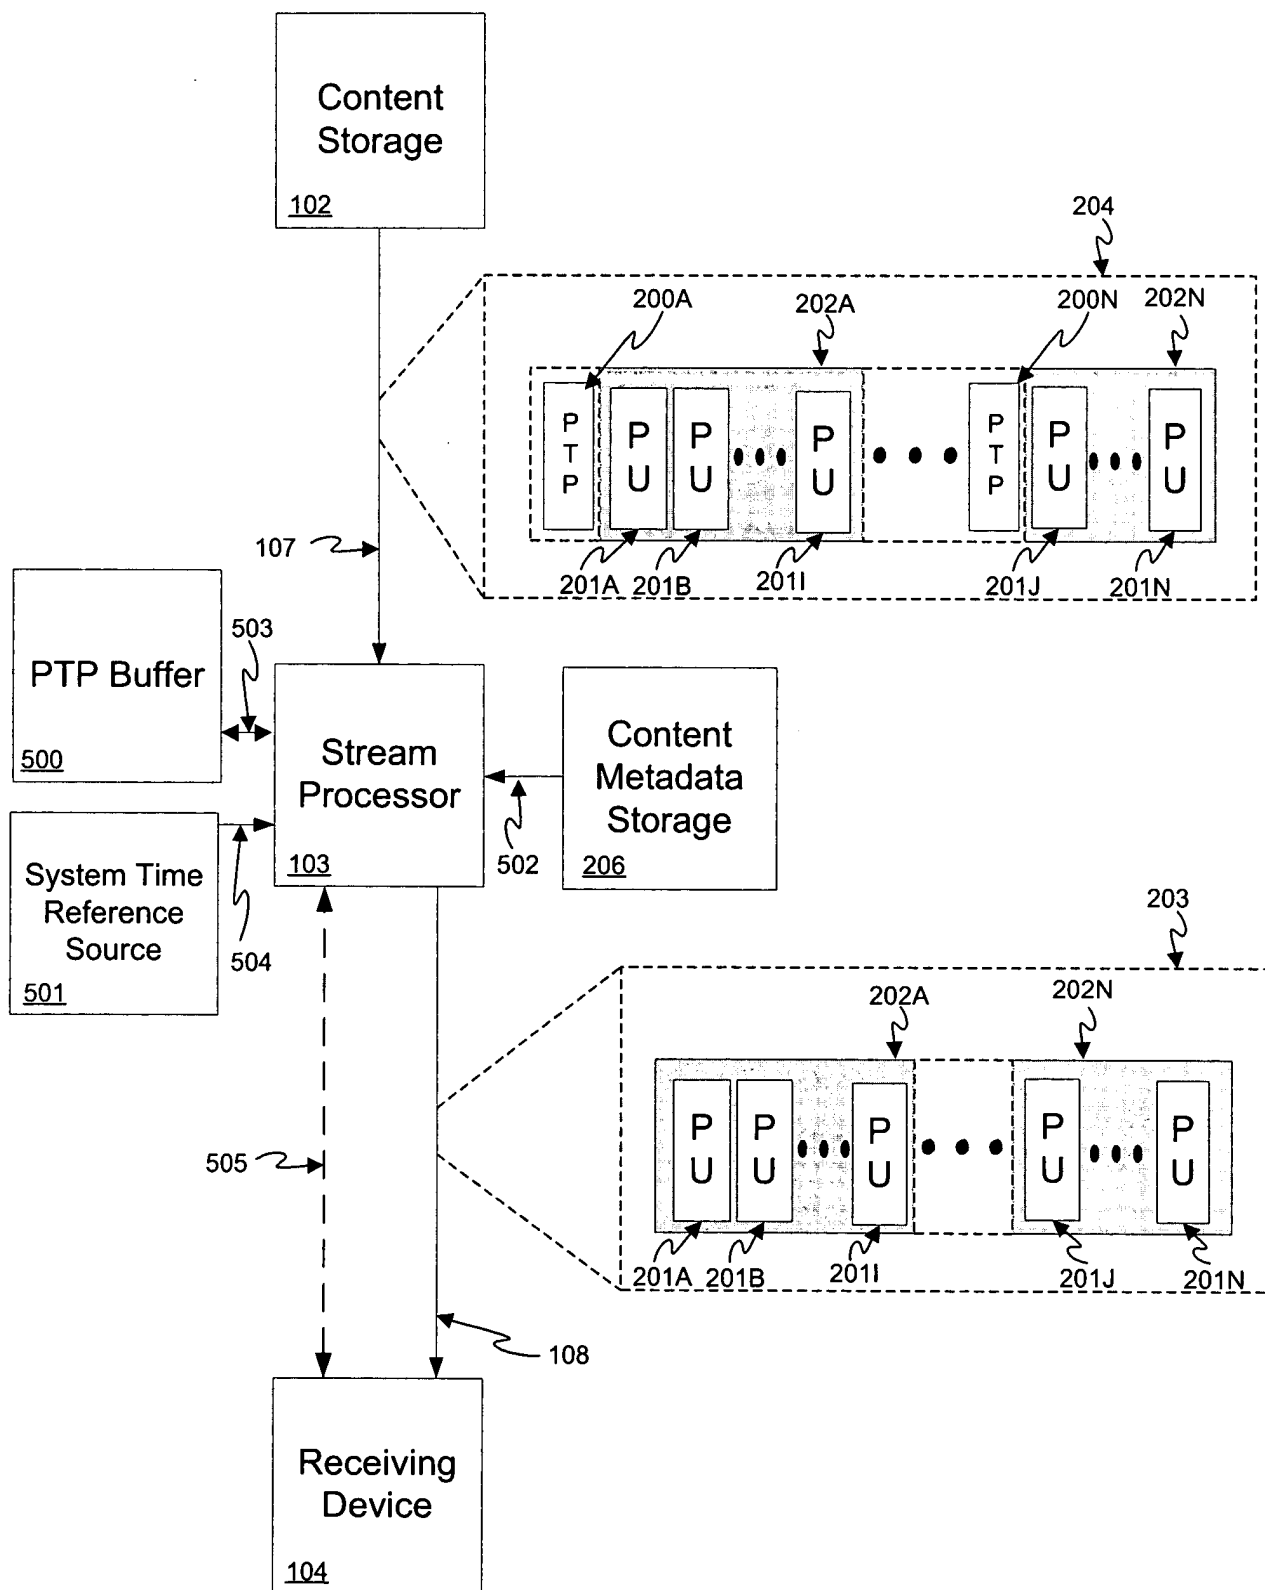 Content
Storage
102
204
200A
202A
200N
202N
P
T
P
P
U
P
U
P
U
P
T
P
P
U
P
U
201A
201B
201I
201J
201N
107
503
PTP Buffer
500
Stream
Processor
103
Content
Metadata
Storage
206
502
System Time
Reference
Source
501
504
203
202A
202N
P
U
P
U
P
U
P
U
P
U
201A
201B
201I
201J
201N
505
108
Receiving
Device
104